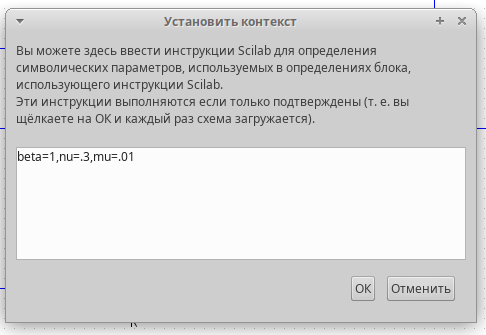 Установить контекст
Вы можете здесь ввести инструкции Scilab для определения
символических параметров, используемых в определениях блока,
использующего инструкции Scilab.
Эти инструкции выполняются если только подтверждены (т. е. вы
щёлкаете на ОК и каждый раз схема загружается).
beta=1,nu=.3,mu=.01
ОК
Отменить